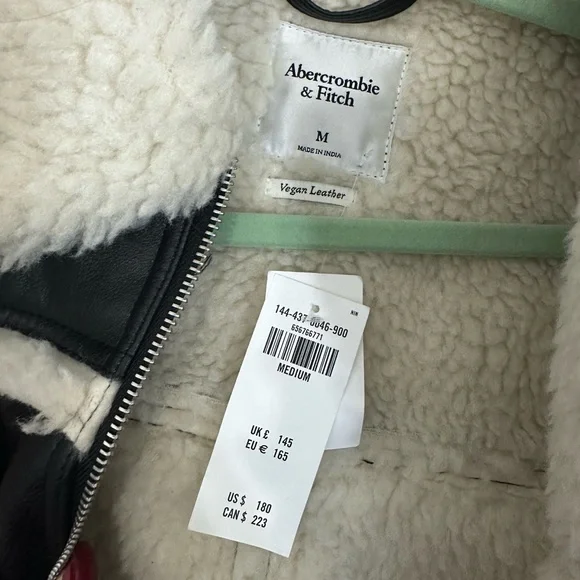 Abercrombie
& Fitch
M
MADE IN INDIA
Vegan Leather
144-437-0046-900
656766771
MEDIUM
UK £ 145
EU € 165
US $ 180
CAN $ 223